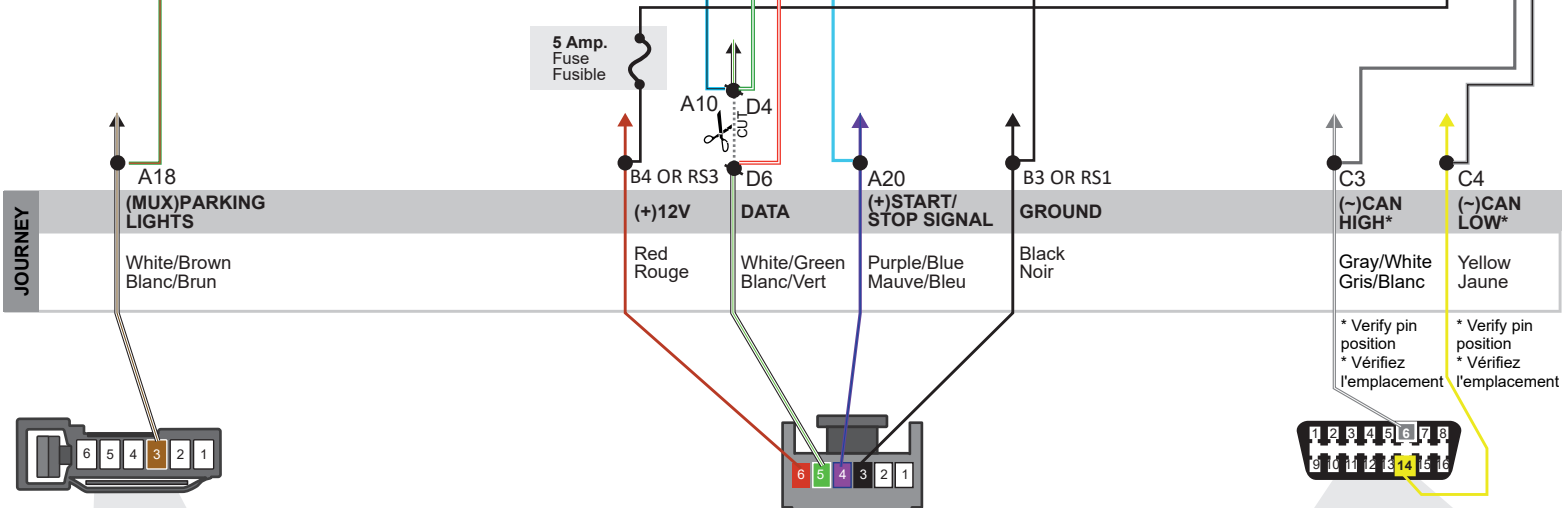 5 Amp.
Fuse
Fusible
A10
D4
CUT
A18
B4 OR RS3
D6
A20
B3 OR RS1
C3
C4
JOURNEY
(MUX)PARKING
LIGHTS
(+)12V
DATA
(+)START/
STOP SIGNAL
GROUND
(~)CAN
HIGH*
(~)CAN
LOW*
White/Brown
Blanc/Brun
Red
Rouge
White/Green
Blanc/Vert
Purple/Blue
Mauve/Bleu
Black
Noir
Gray/White
Gris/Blanc
Yellow
Jaune
* Verify pin
position
* Vérifiez
l'emplacement
* Verify pin
position
* Vérifiez
l'emplacement
6 5 4 3 2 1
6 5 4 3 2 1
1 2 3 4 5 6 7 8
9 10 11 12 13 14 15 16